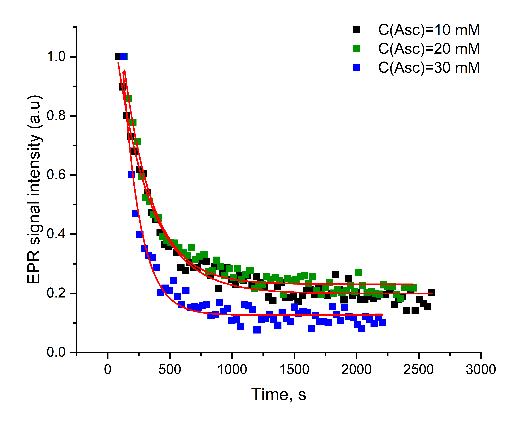 C(Asc)=10 mM
C(Asc)=20 mM
C(Asc)=30 mM
EPR signal intensity (a.u)
1.0
0.8
0.6
0.4
0.2
0.0
0 500 1000 1500 2000 2500 3000
Time, s